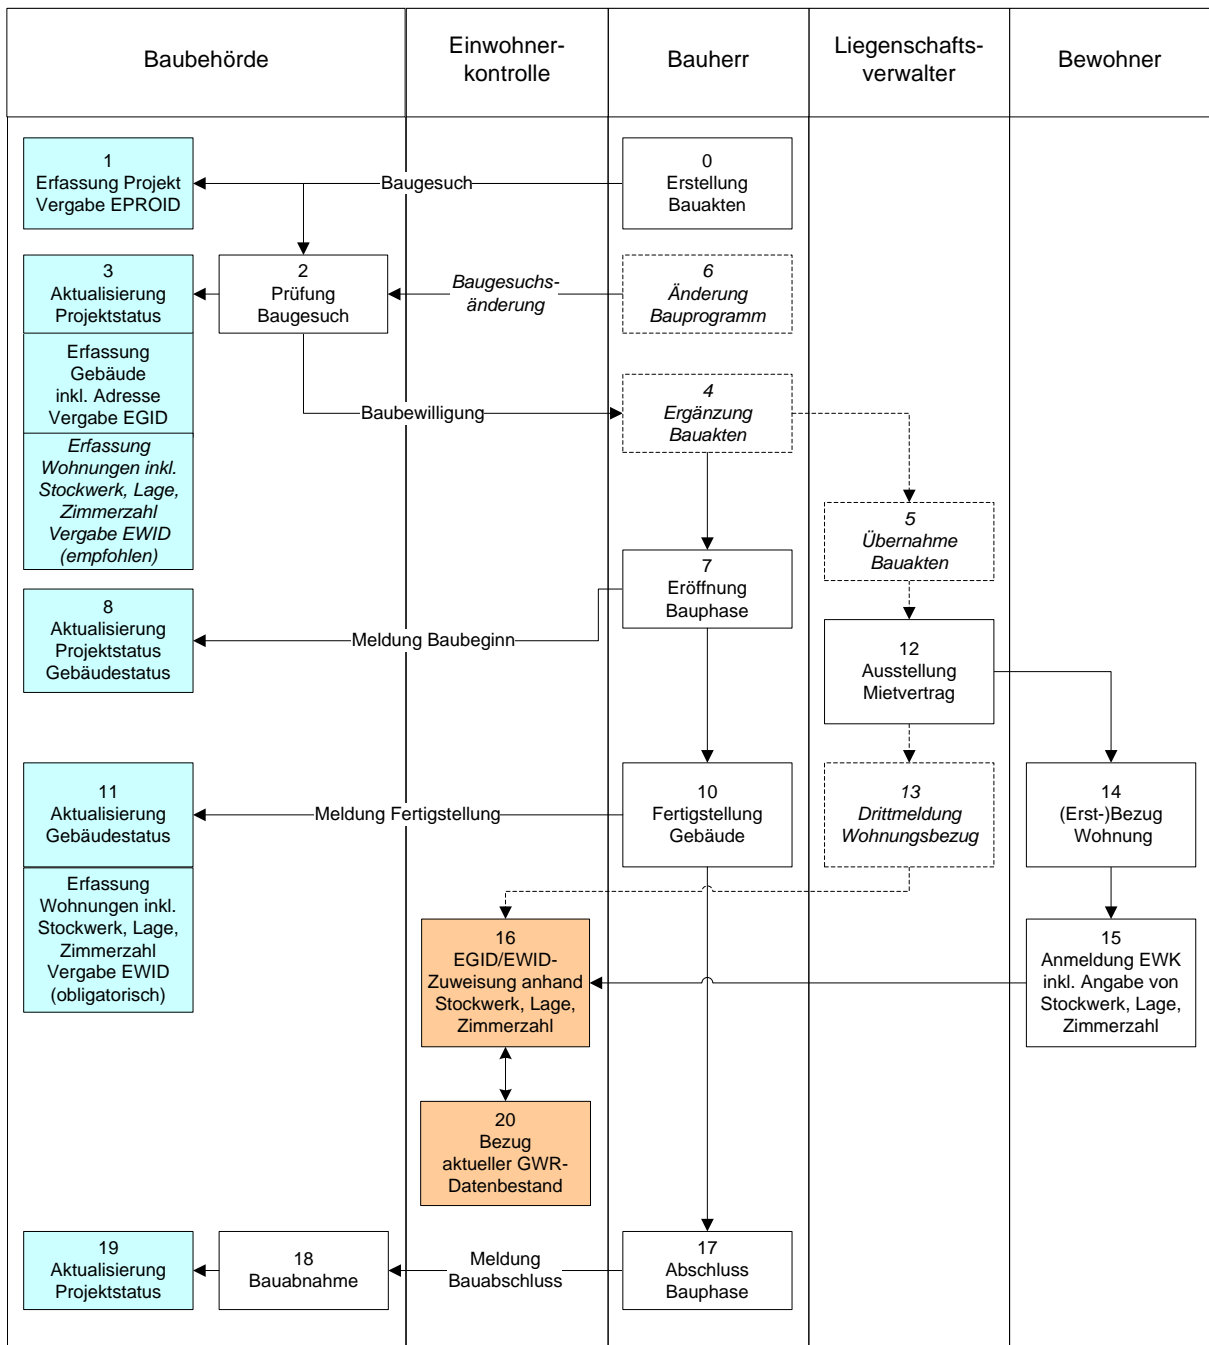 Baubehörde
Einwohner-
kontrolle
Bauherr
Liegenschafts-
verwalter
Bewohner
1
Erfassung Projekt
Vergabe EPROID
Baugesuch
0
Erstellung
Bauakten
3
Aktualisierung
Projektstatus
2
Prüfung
Baugesuch
Baugesuchs-
änderung
6
Änderung
Bauprogramm
Erfassung
Gebäude
inkl. Adresse
Vergabe EGID
Baubewilligung
4
Ergänzung
Bauakten
Erfassung
Wohnungen inkl.
Stockwerk, Lage,
Zimmerzahl
Vergabe EWID
(empfohlen)
5
Übernahme
Bauakten
7
Eröffnung
Bauphase
8
Aktualisierung
Projektstatus
Gebäudestatus
Meldung Baubeginn
12
Ausstellung
Mietvertrag
11
Aktualisierung
Gebäudestatus
Meldung Fertigstellung
10
Fertigstellung
Gebäude
13
Drittmeldung
Wohnungsbezug
14
(Erst-)Bezug
Wohnung
Erfassung
Wohnungen inkl.
Stockwerk, Lage,
Zimmerzahl
Vergabe EWID
(obligatorisch)
16
EGID/EWID-
Zuweisung anhand
Stockwerk, Lage,
Zimmerzahl
15
Anmeldung EWK
inkl. Angabe von
Stockwerk, Lage,
Zimmerzahl
20
Bezug
aktueller GWR-
Datenbestand
19
Aktualisierung
Projektstatus
18
Bauabnahme
Meldung
Bauabschluss
17
Abschluss
Bauphase